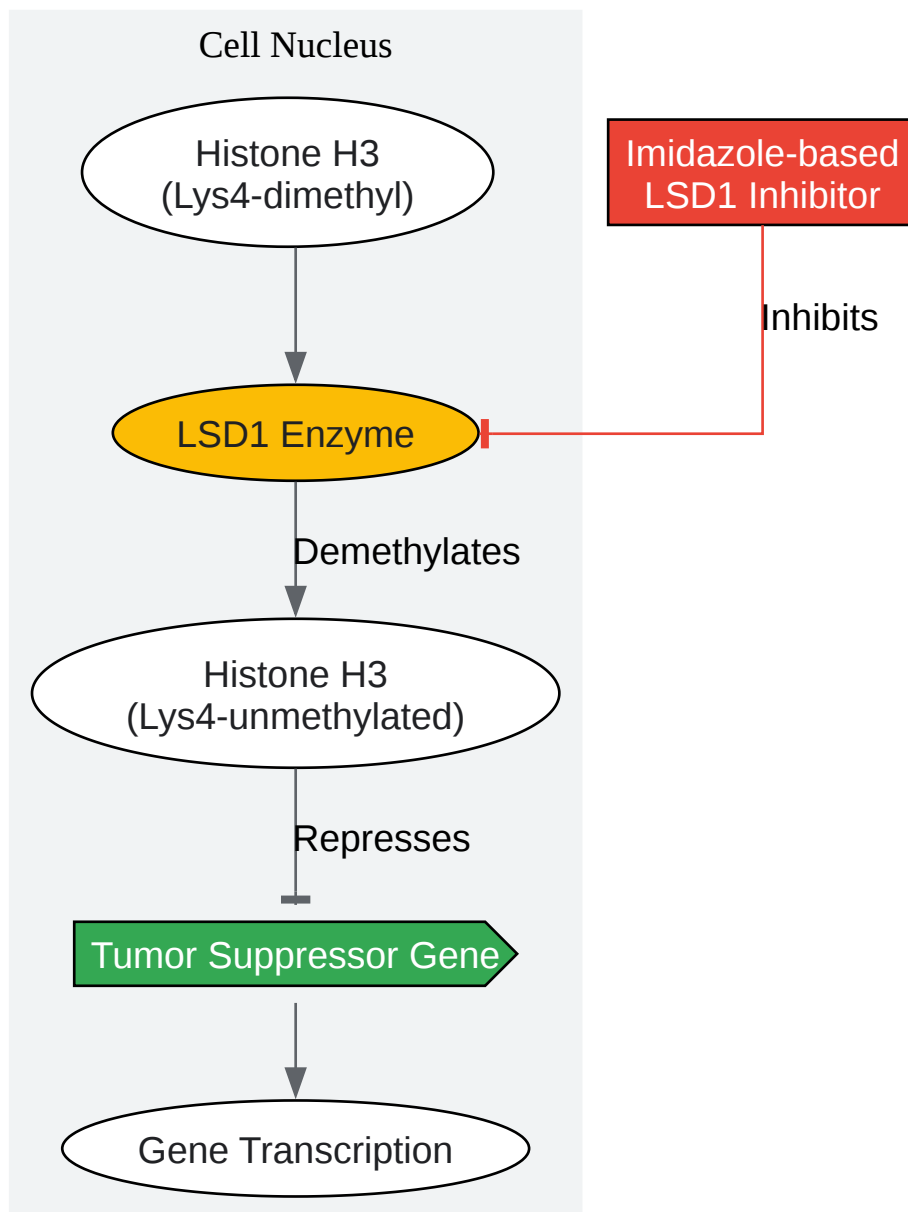 Cell Nucleus
Histone H3
(Lys4-dimethyl)
Imidazole-based
LSD1 Inhibitor
Inhibits
LSD1 Enzyme
Demethylates
Histone H3
(Lys4-unmethylated)
Represses
Tumor Suppressor Gene
Gene Transcription